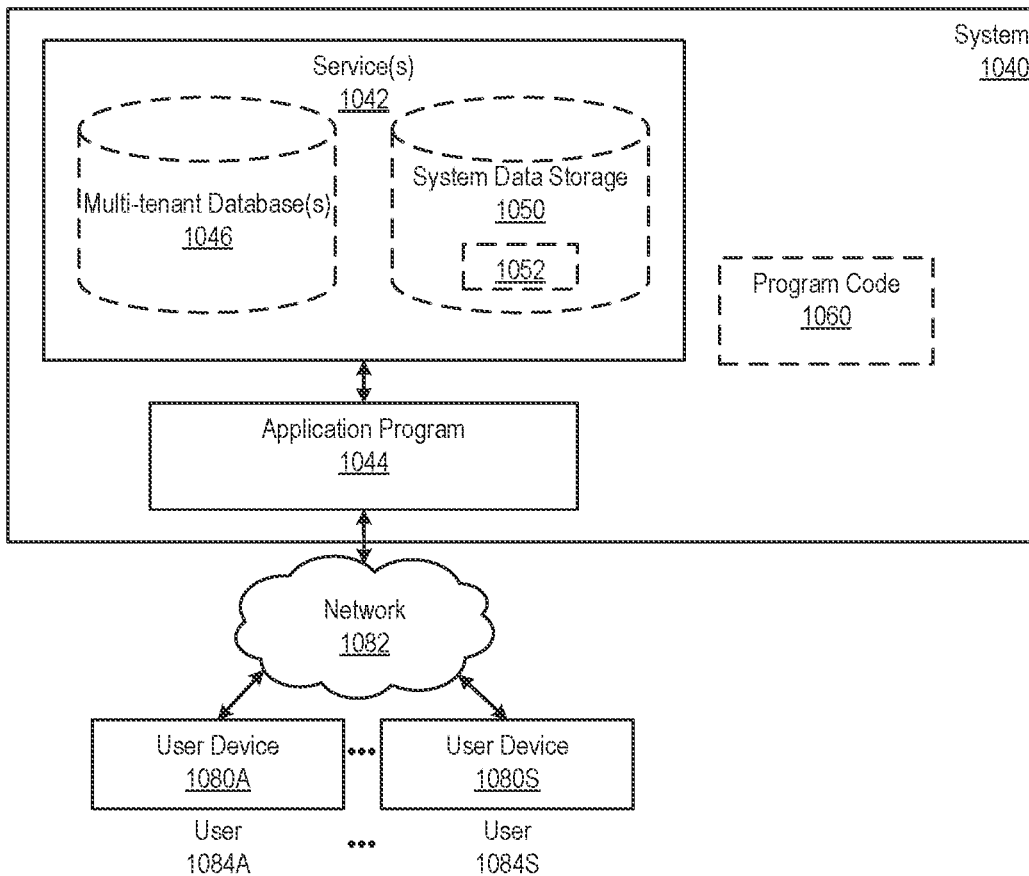 System
1040
Service(s)
1042
Multi-tenant Database(s)
1046
System Data Storage
1050
1052
Program Code
1060
Application Program
1044
Network
1082
User Device
1080A
•••
User Device
1080S
User
1084A
•••
User
1084S